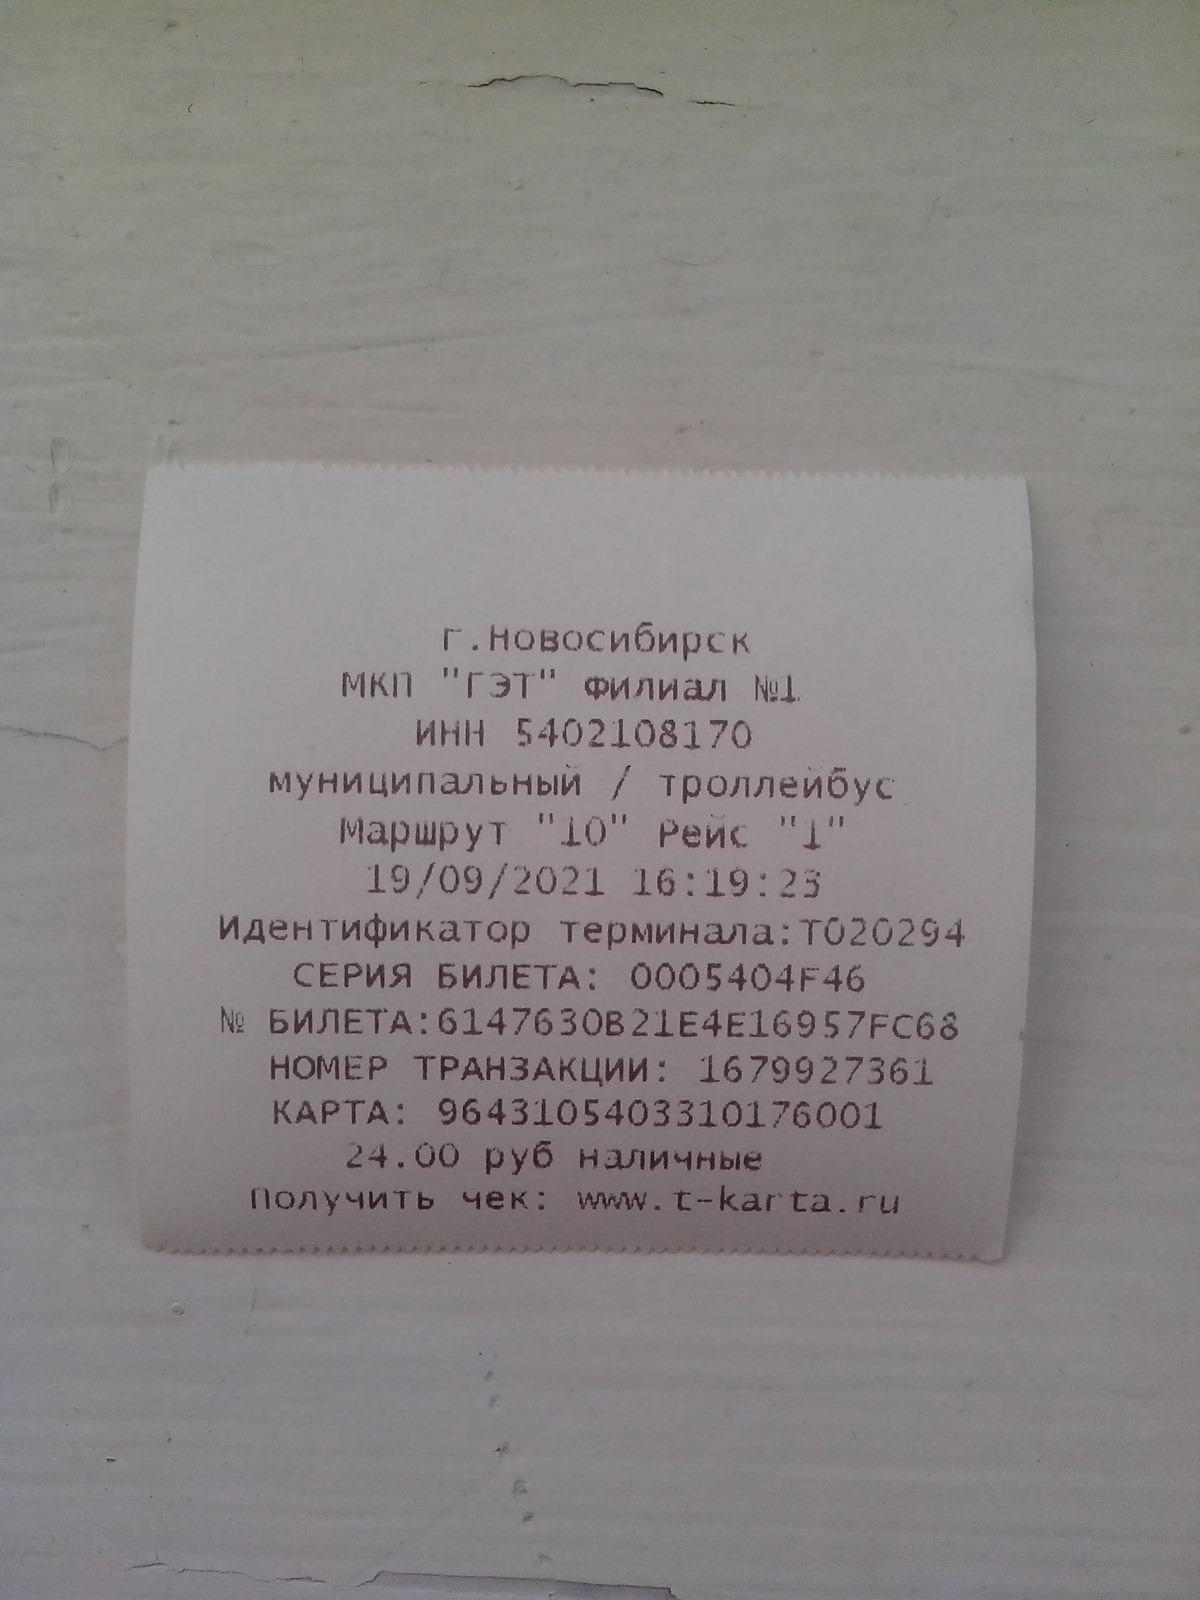 г.Новосибирск
МКП "ГЭТ" Филиал №1
ИНН 5402108170
муниципальный / троллейбус
Маршрут "10" Рейс "1"
19/09/2021 16:19:23
Идентификатор терминала:Т020294
СЕРИЯ БИЛЕТА: 0005404F46
№ БИЛЕТА:6147630B21E4E16957FC68
НОМЕР ТРАНЗАКЦИИ: 1679927361
КАРТА: 9643105403310176001
24.00 руб наличные
Получить чек: www.t-karta.ru